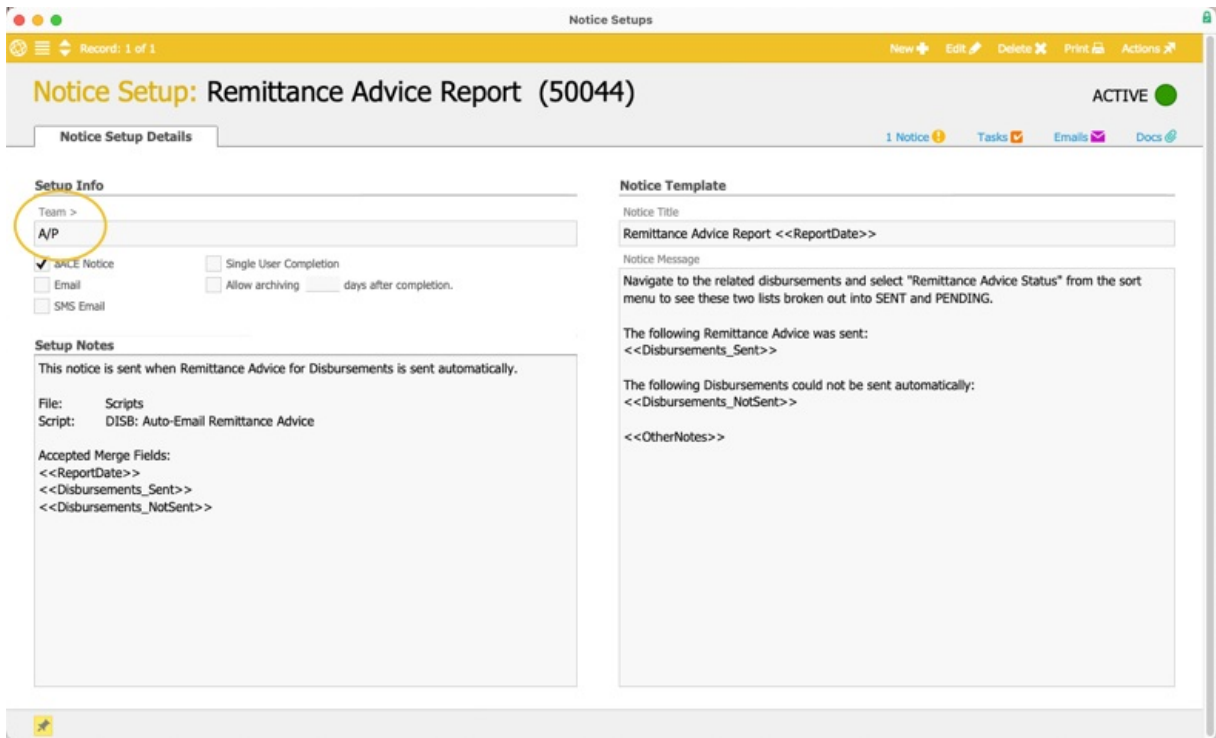 Notice Setups
Record: 1 of 1
New Edit Delete Print Actions
Notice Setup: Remittance Advice Report (50044)
ACTIVE
Notice Setup Details
1 Notice Tasks Emails Docs
Setup Info
Team >
A/P
aACE Notice Single User Completion
Email Allow archiving days after completion.
SMS Email
Setup Notes
This notice is sent when Remittance Advice for Disbursements is sent automatically.
File: Scripts
Script: DISB: Auto-Email Remittance Advice
Accepted Merge Fields:
<<ReportDate>>
<<Disbursements_Sent>>
<<Disbursements_NotSent>>
Notice Template
Notice Title
Remittance Advice Report <<ReportDate>>
Notice Message
Navigate to the related disbursements and select "Remittance Advice Status" from the sort
menu to see these two lists broken out into SENT and PENDING.
The following Remittance Advice was sent:
<<Disbursements_Sent>>
The following Disbursements could not be sent automatically:
<<Disbursements_NotSent>>
<<OtherNotes>>